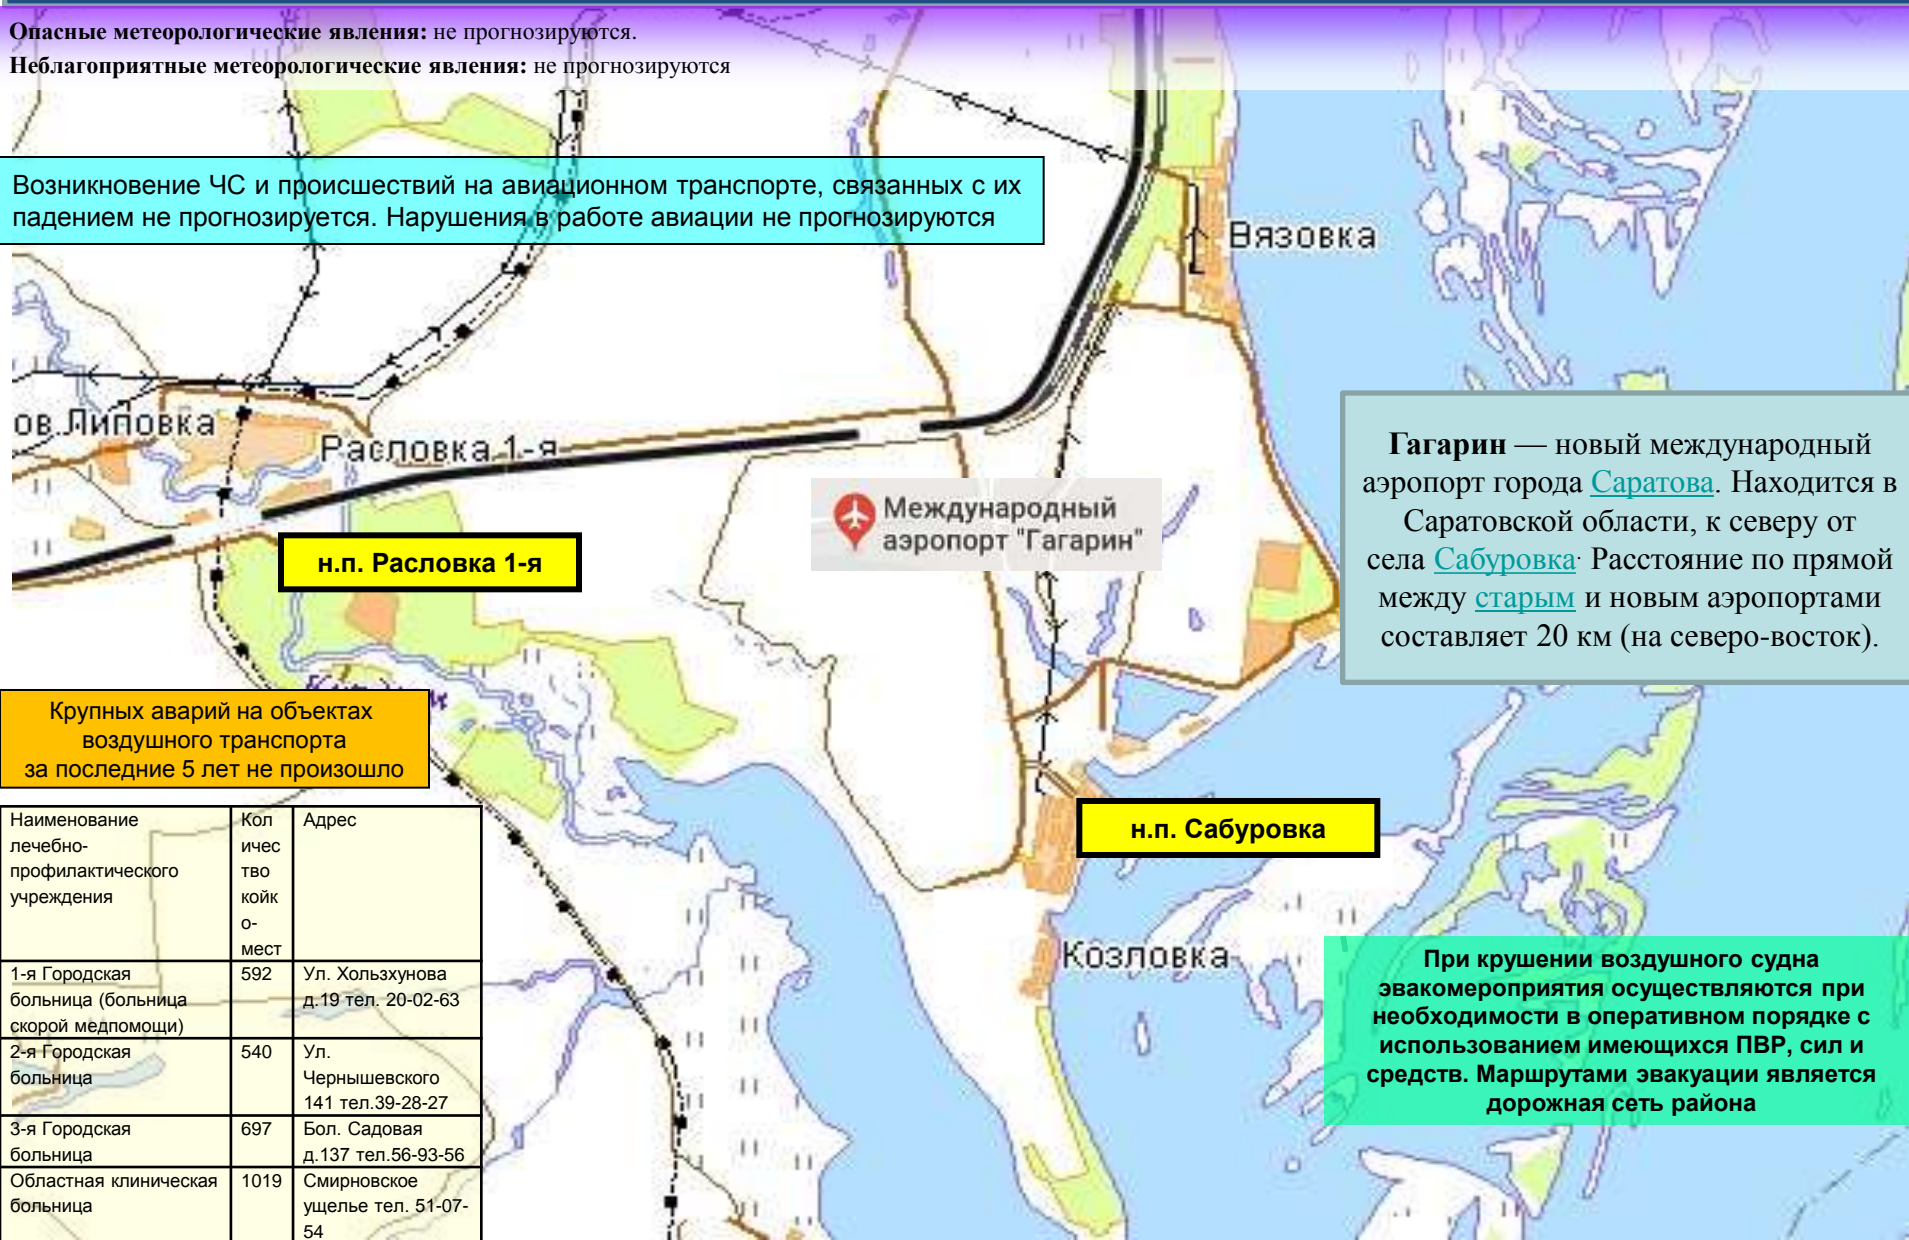 Опасные метеорологические явления: не прогнозируются.
Неблагоприятные метеорологические явления: не прогнозируются
Возникновение ЧС и происшествий на авиационном транспорте, связанных с их
падением не прогнозируется. Нарушения в работе авиации не прогнозируются
Вязовка
ов.Липовка
Расловка 1-я
Международный
аэропорт "Гагарин"
Гагарин — новый международный
аэропорт города Саратова. Находится в
Саратовской области, к северу от
села Сабуровка. Расстояние по прямой
между старым и новым аэропортами
составляет 20 км (на северо-восток).
н.п. Расловка 1-я
Крупных аварий на объектах
воздушного транспорта
за последние 5 лет не произошло
н.п. Сабуровка
Козловка
При крушении воздушного судна
эвакомероприятия осуществляются при
необходимости в оперативном порядке с
использованием имеющихся ПВР, сил и
средств. Маршрутами эвакуации является
дорожная сеть района
Наименование
лечебно-
профилактического
учреждения
Кол
ичес
тво
койк
о-
мест
Адрес
1-я Городская
больница (больница
скорой медпомощи)
592
Ул. Хользхунова
д.19 тел. 20-02-63
2-я Городская
больница
540
Ул.
Чернышевского
141 тел.39-28-27
3-я Городская
больница
697
Бол. Садовая
д.137 тел.56-93-56
Областная клиническая
больница
1019
Смирновское
ущелье тел. 51-07-
54